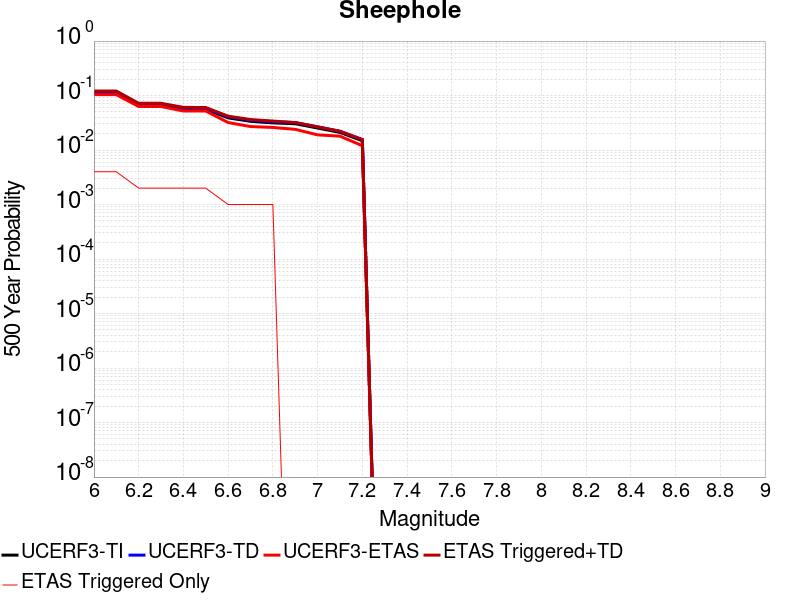 Sheephole
10^0
10^-1
10^-2
10^-3
10^-4
10^-5
10^-6
10^-7
10^-8
500 Year Probability
6 6.2 6.4 6.6 6.8 7 7.2 7.4 7.6 7.8 8 8.2 8.4 8.6 8.8 9
Magnitude
UCERF3-TI UCERF3-TD UCERF3-ETAS ETAS Triggered+TD
ETAS Triggered Only